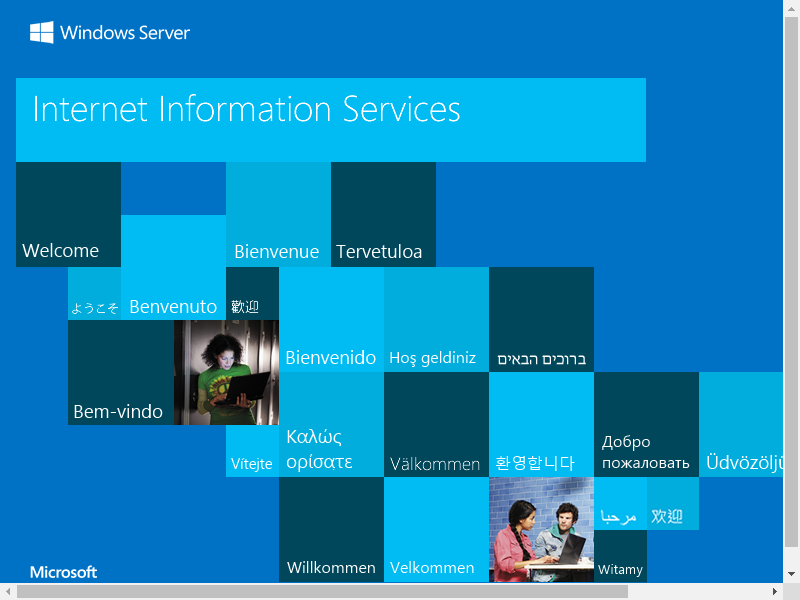 Windows Server
Internet Information Services
Welcome
Bienvenue
Tervetuloa
ようこそ
Benvenuto
歡迎
Bienvenido
Hoş geldiniz
ברוכים הבאים
Bem-vindo
Vítejte
Καλώς
ορίσατε
Välkommen
환영합니다
Добро
пожаловать
Üdvözöljü
Willkommen
Velkommen
مرحبا
欢迎
Witamy
Microsoft